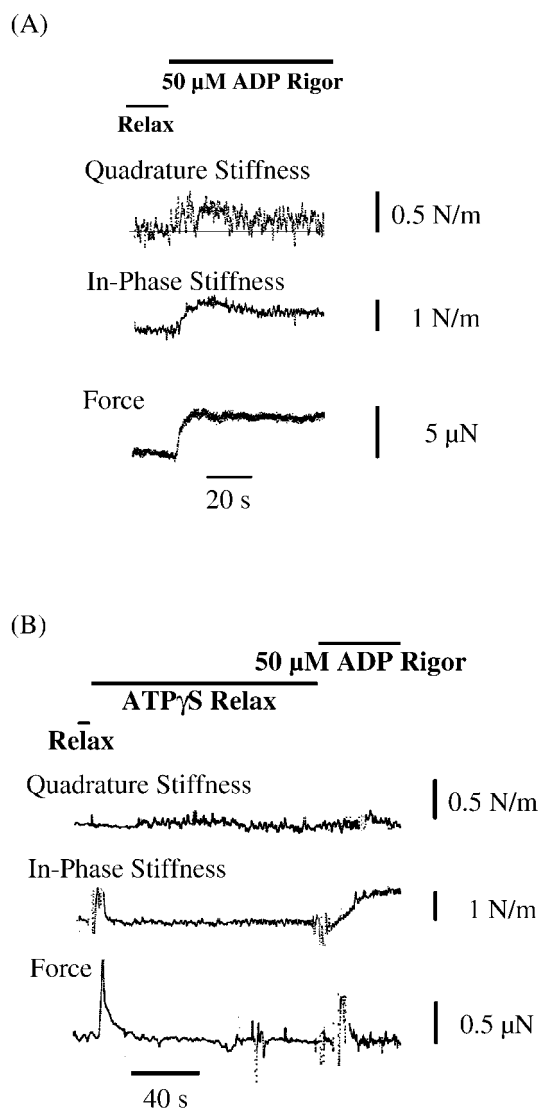 (A)
50 μM ADP Rigor
Relax
Quadrature Stiffness
0.5 N/m
In-Phase Stiffness
1 N/m
Force
5 μN
20 s
(B)
50 μM ADP Rigor
ATPγS Relax
Relax
Quadrature Stiffness
0.5 N/m
In-Phase Stiffness
1 N/m
Force
0.5 μN
40 s